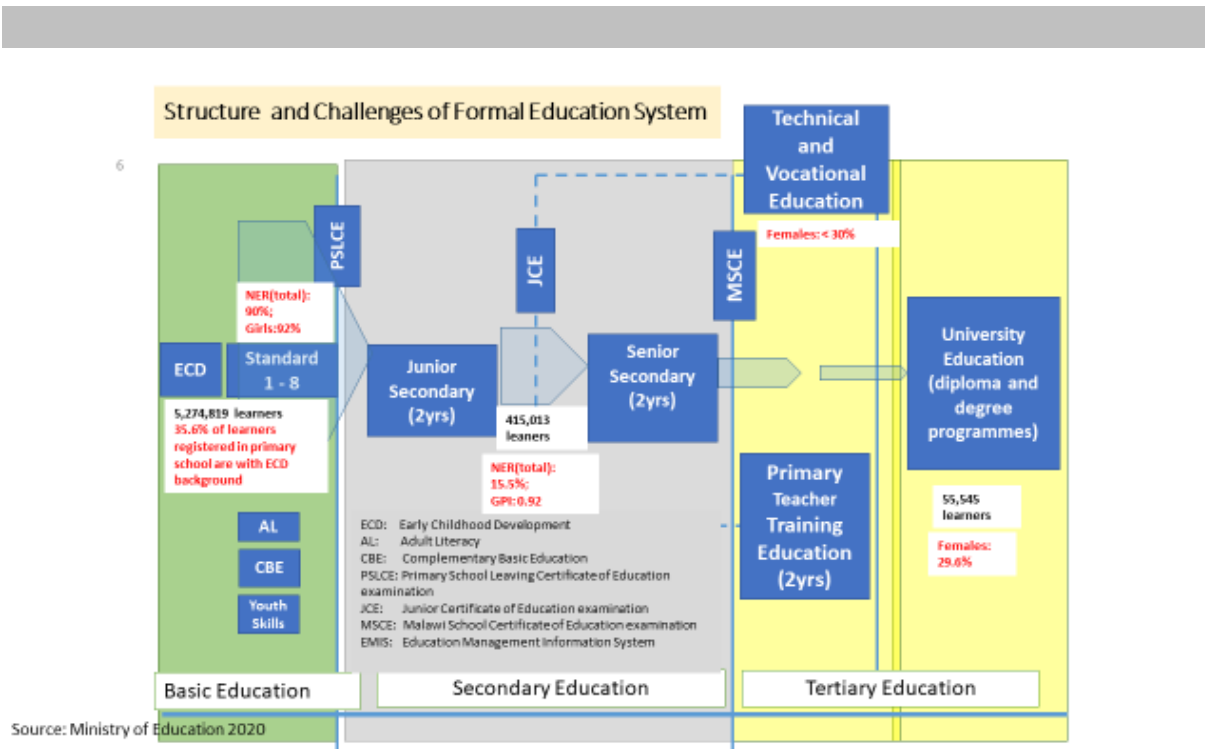 Structure and Challenges of Formal Education System
6
Technical
and
Vocational
Education
Females: < 30%
PSLCE
JCE
MSCE
NER(total):
90%;
Girls:92%
ECD
Standard
1 - 8
5,274,819 learners
35.6% of learners
registered in primary
school are with ECD
background
Junior
Secondary
(2yrs)
Senior
Secondary
(2yrs)
415,013
leaners
NER(total):
15.5%;
GPI: 0.92
University
Education
(diploma and
degree
programmes)
55,545
learners
Females:
29.6%
Primary
Teacher
Training
Education
(2yrs)
AL
CBE
Youth
Skills
ECD: Early Childhood Development
AL: Adult Literacy
CBE: Complementary Basic Education
PSLCE: Primary School Leaving Certificate of Education
examination
JCE: Junior Certificate of Education examination
MSCE: Malawi School Certificate of Education examination
EMIS: Education Management Information System
Basic Education
Secondary Education
Tertiary Education
Source: Ministry of Education 2020